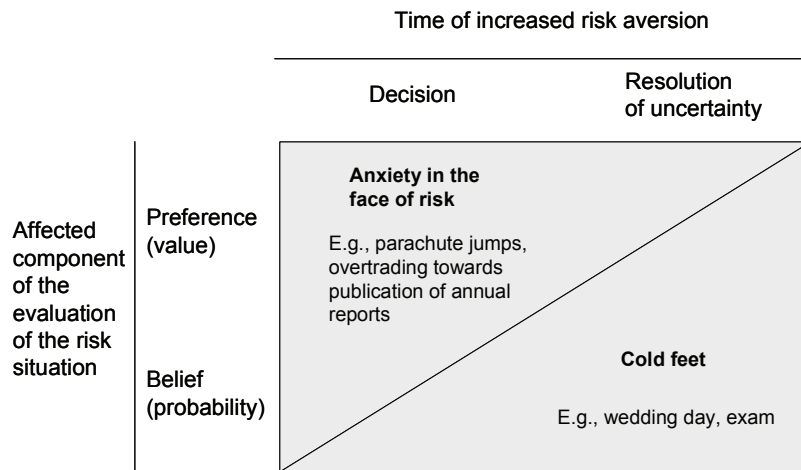 Time of increased risk aversion
Decision
Resolution
of uncertainty
Affected
component
of the
evaluation
of the risk
situation
Preference
(value)
Belief
(probability)
Anxiety in the
face of risk
E.g., parachute jumps,
overtrading towards
publication of annual
reports
Cold feet
E.g., wedding day, exam